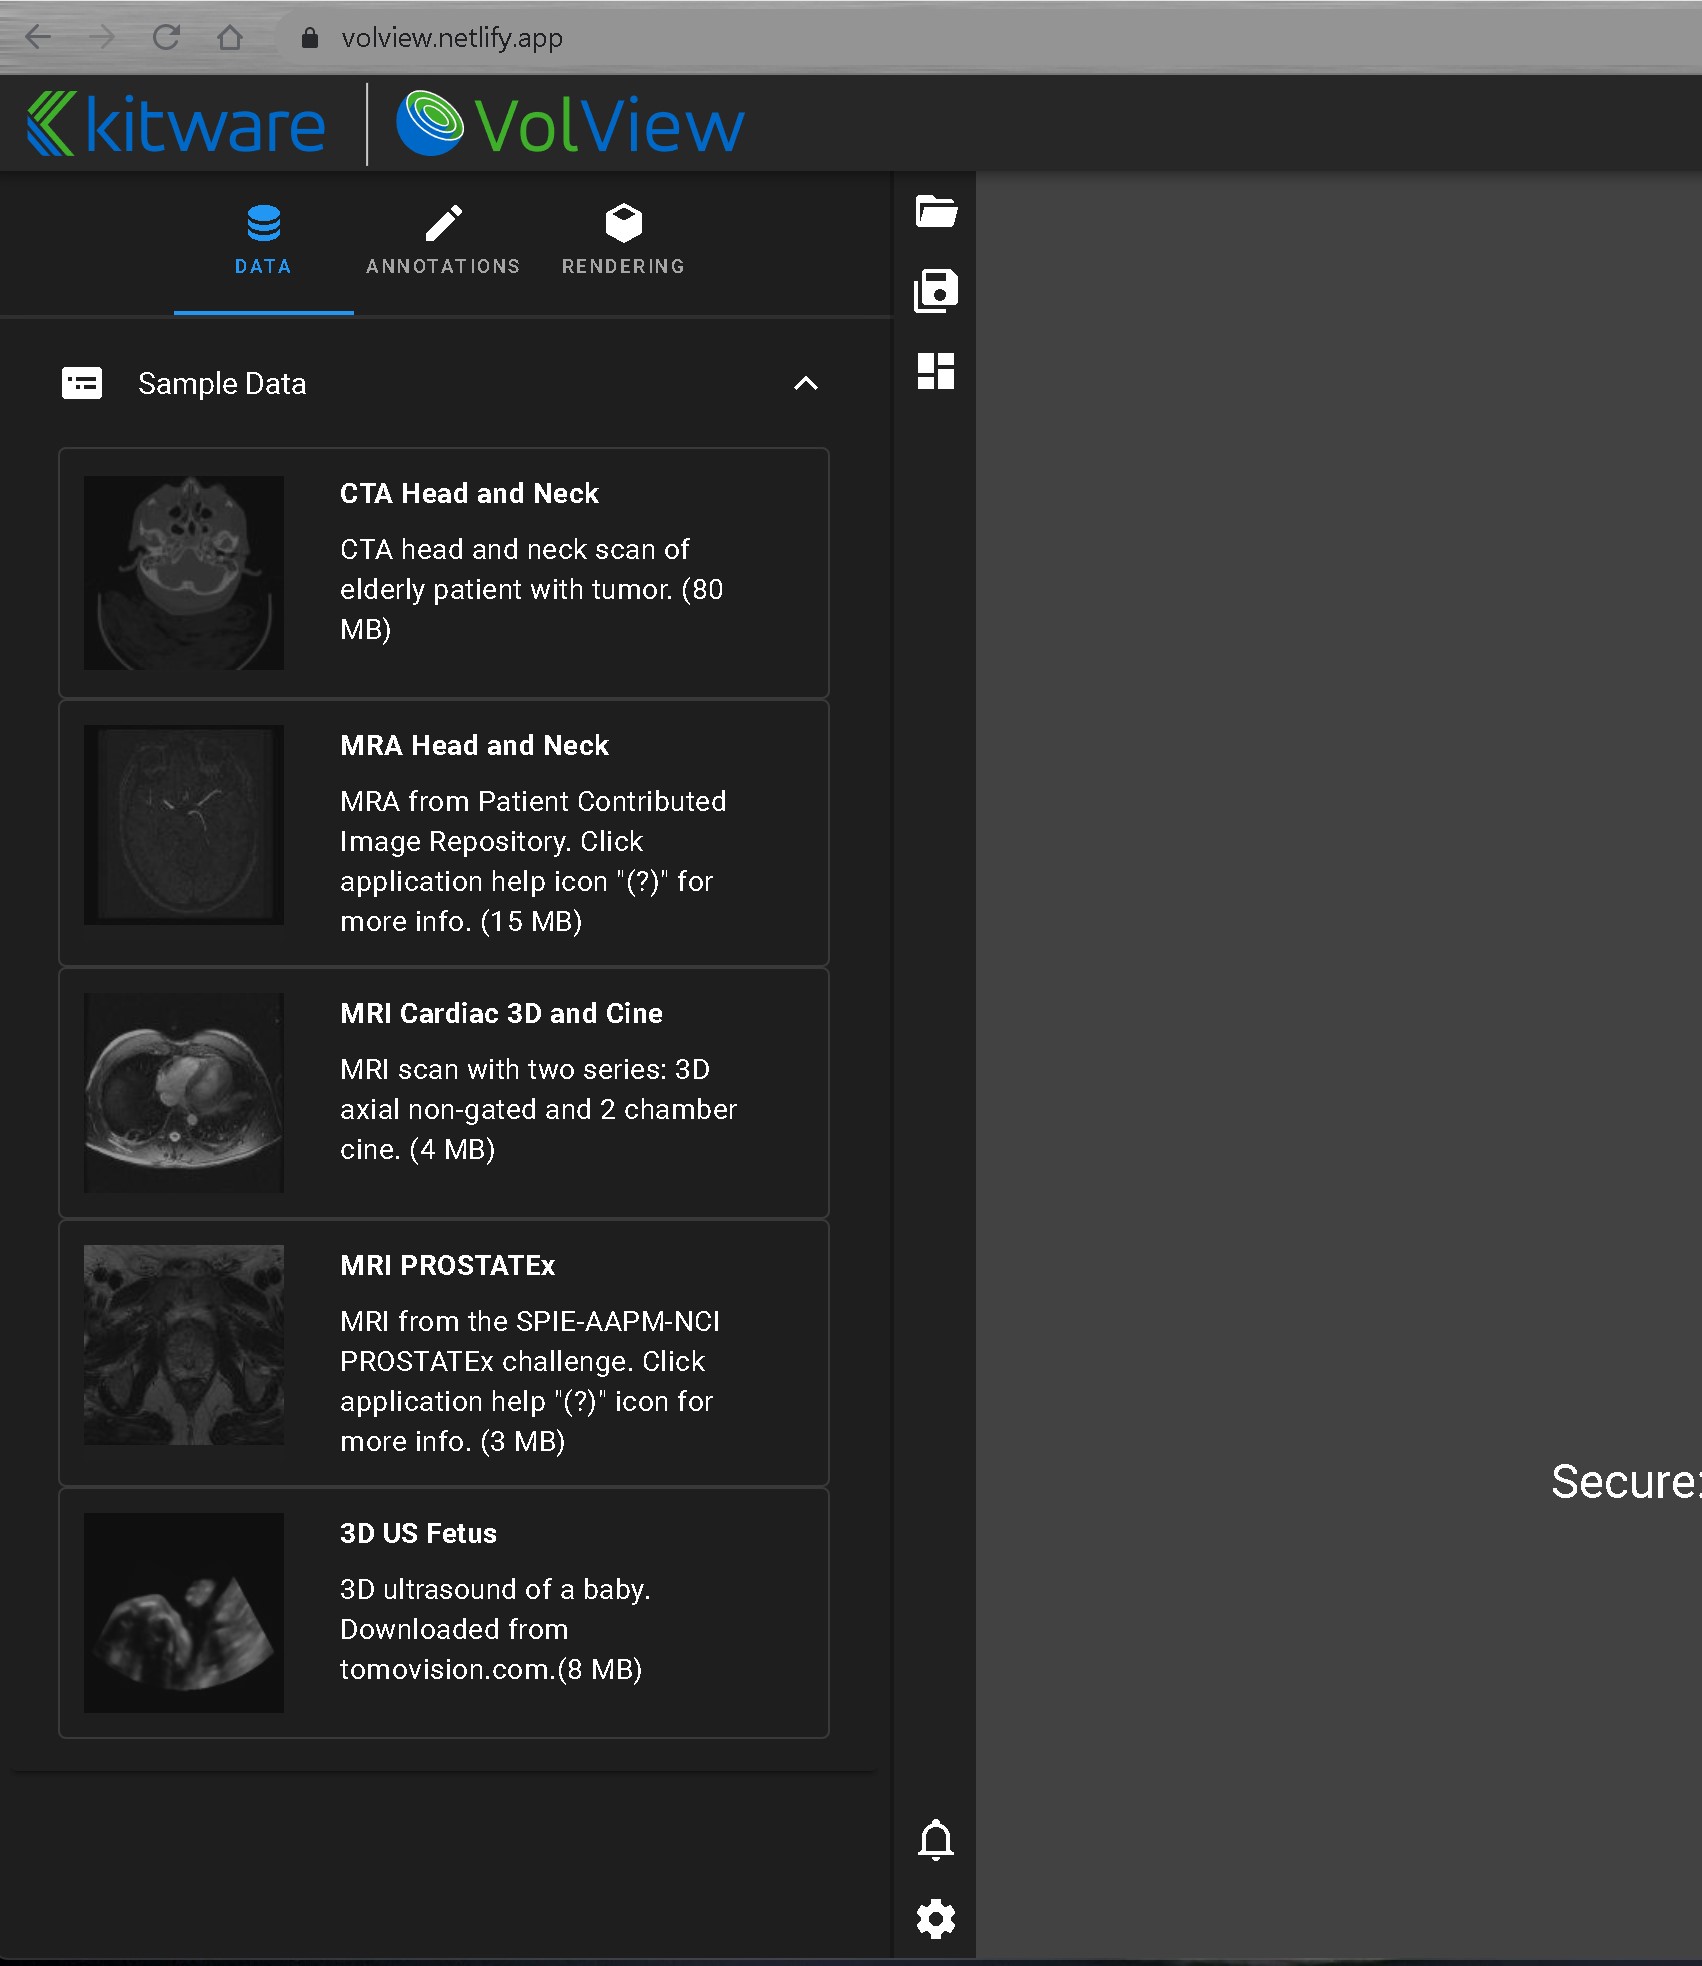 volview.netlify.app
kitware VolView
DATA ANNOTATIONS RENDERING
Sample Data
CTA Head and Neck
CTA head and neck scan of
elderly patient with tumor. (80
MB)
MRA Head and Neck
MRA from Patient Contributed
Image Repository. Click
application help icon "(?)" for
more info. (15 MB)
MRI Cardiac 3D and Cine
MRI scan with two series: 3D
axial non-gated and 2 chamber
cine. (4 MB)
MRI PROSTATEx
MRI from the SPIE-AAPM-NCI
PROSTATEx challenge. Click
application help "(?)" icon for
more info. (3 MB)
Secure:
3D US Fetus
3D ultrasound of a baby.
Downloaded from
tomovision.com.(8 MB)